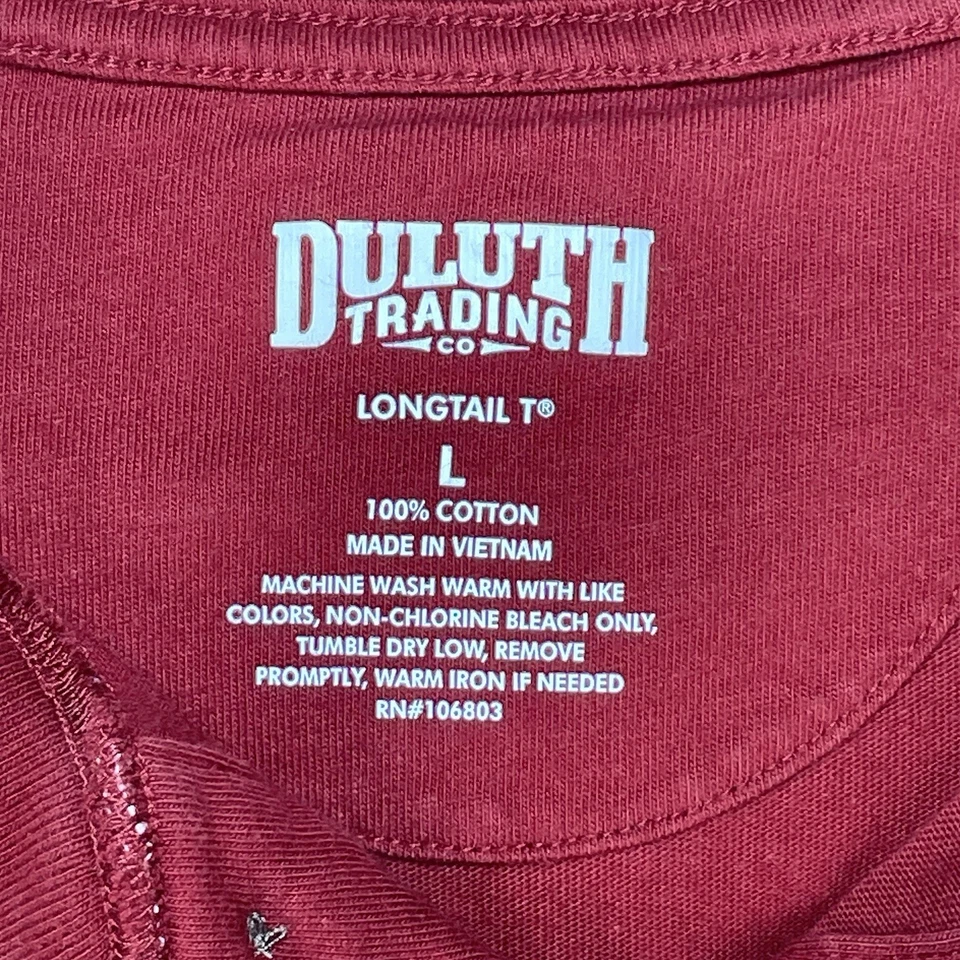 DULUTH
TRADING
CO
LONGTAIL T®
L
100% COTTON
MADE IN VIETNAM
MACHINE WASH WARM WITH LIKE
COLORS, NON-CHLORINE BLEACH ONLY,
TUMBLE DRY LOW, REMOVE
PROMPTLY, WARM IRON IF NEEDED
RN#106803